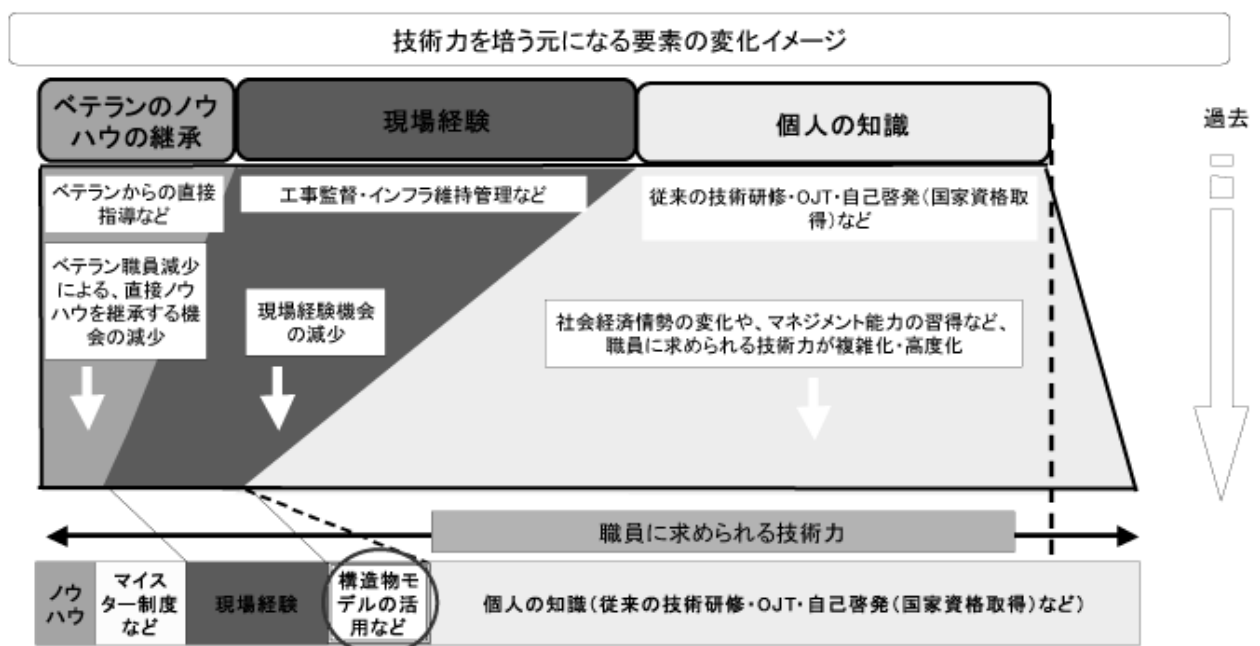 技術力を培う元になる要素の変化イメージ
ベテランのノウ
ハウの継承
現場経験
個人の知識
過去
ベテランからの直接
指導など
工事監督・インフラ維持管理など
従来の技術研修・OJT・自己啓発(国家資格取
得)など
ベテラン職員減少
による、直接ノウ
ハウを継承する機
会の減少
現場経験機会
の減少
社会経済情勢の変化や、マネジメント能力の習得など、
職員に求められる技術力が複雑化・高度化
職員に求められる技術力
ノウ
ハウ
マイス
ター制度
など
現場経験
構造物モ
デルの活
用など
個人の知識(従来の技術研修・OJT・自己啓発(国家資格取得)など)